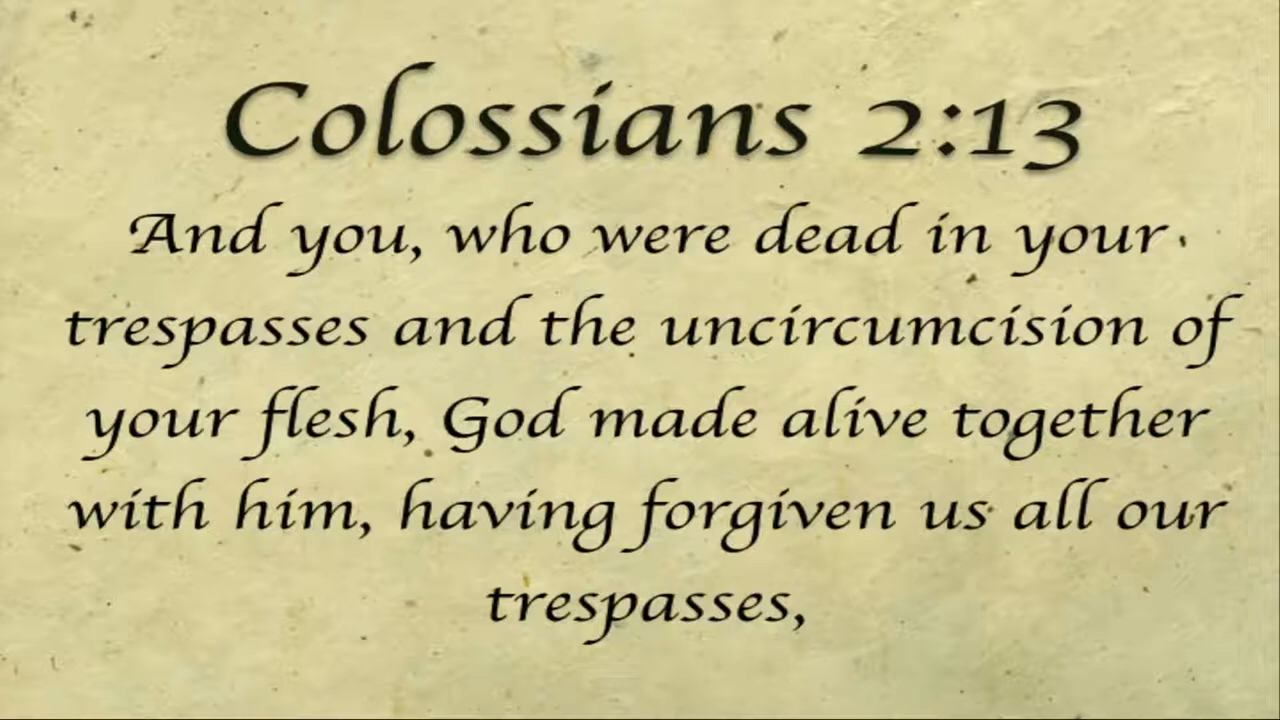 Colossians 2:13
And you, who were dead in your
trespasses and the uncircumcision of
your flesh, God made alive together
with him, having forgiven us all our
trespasses,